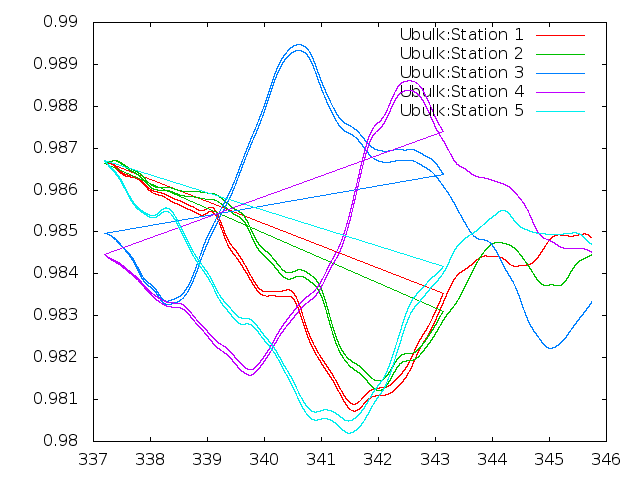 0.99
0.989
0.988
0.987
0.986
0.985
0.984
0.983
0.982
0.981
0.98
337 338 339 340 341 342 343 344 345 346
Ubulk:Station 1
Ubulk:Station 2
Ubulk:Station 3
Ubulk:Station 4
Ubulk:Station 5